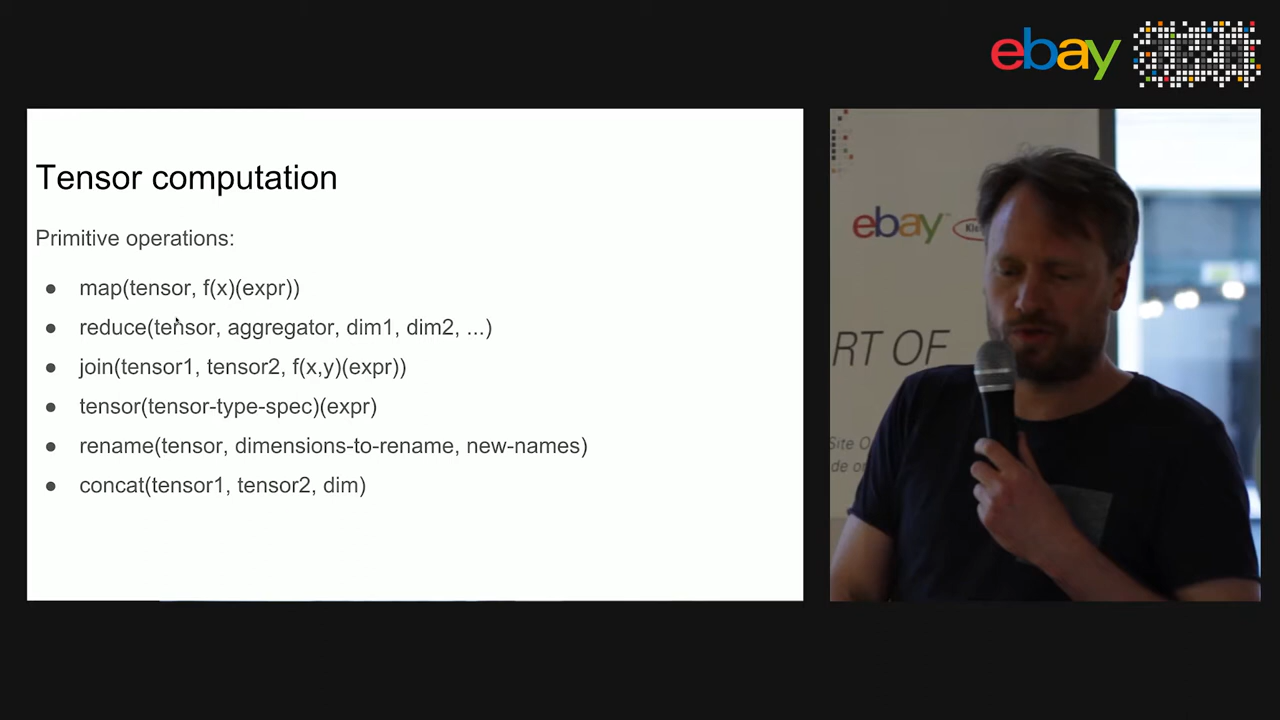 ebay
Tensor computation
Primitive operations:
● map(tensor, f(x)(expr))
● reduce(tensor, aggregator, dim1, dim2, ...)
● join(tensor1, tensor2, f(x,y)(expr))
● tensor(tensor-type-spec)(expr)
● rename(tensor, dimensions-to-rename, new-names)
● concat(tensor1, tensor2, dim)
ebay
RT OF
Site